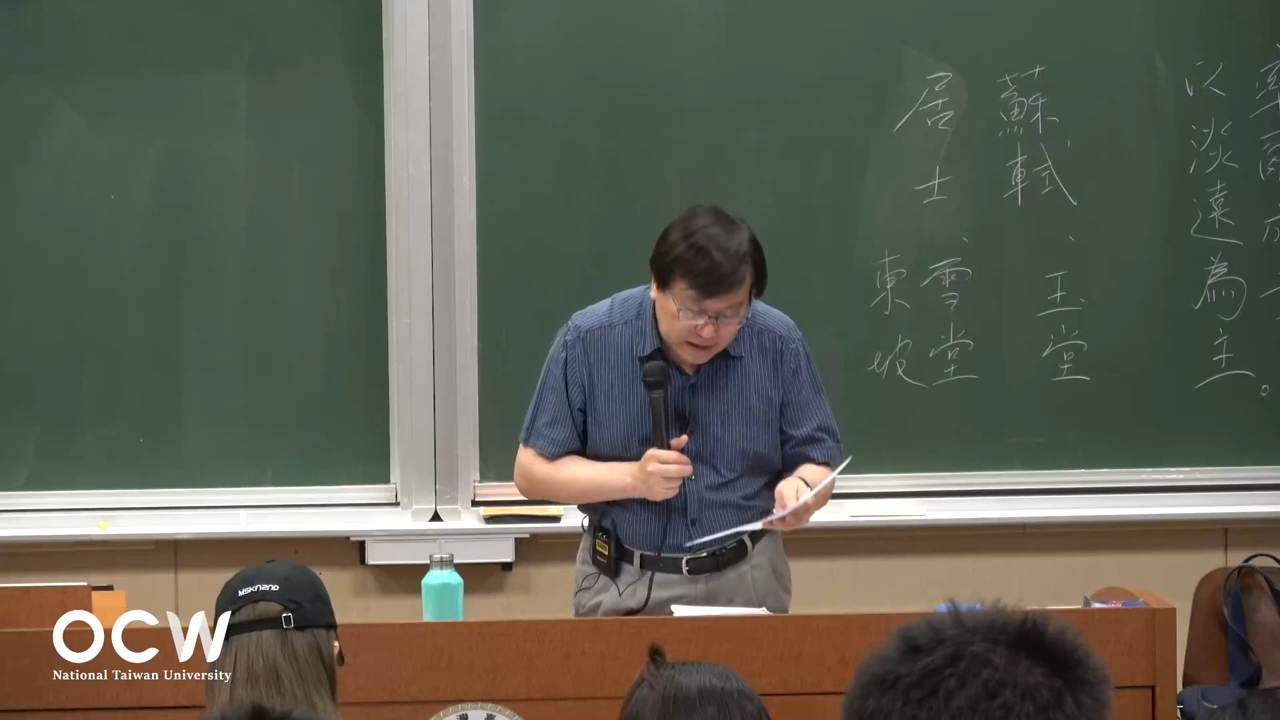 以淡遠為主。
蘇軾、玉堂
居士、雪堂
東坡
MSKN2ND
OCW
National Taiwan University